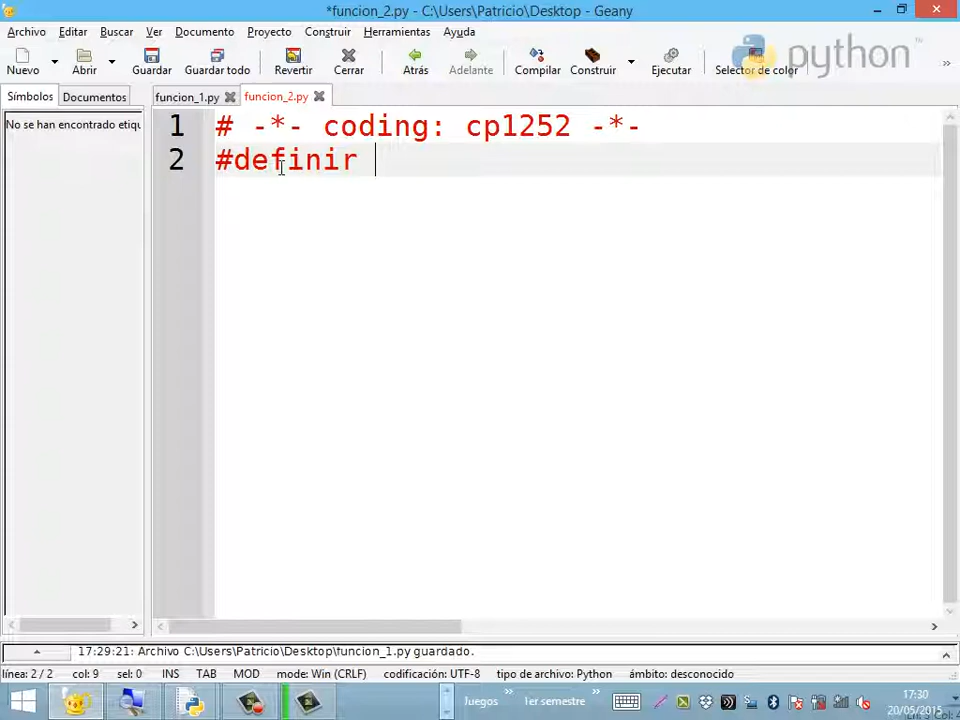 *funcion_2.py - C:\Users\Patricio\Desktop - Geany
Archivo Editar Buscar Ver Documento Proyecto Construir Herramientas Ayuda
Nuevo Abrir Guardar Guardar todo Revertir Cerrar Atrás Adelante Compilar Construir Ejecutar Selector de color
python™
Símbolos Documentos funcion_1.py funcion_2.py
No se han encontrado etiqu
1 # -*- coding: cp1252 -*-
2 #definir
17:29:21: Archivo C:\Users\Patricio\Desktop\funcion_1.py guardado.
línea: 2 / 2 col: 9 sel: 0 INS TAB MOD mode: Win (CRLF) codificación: UTF-8 tipo de archivo: Python ámbito: desconocido
Juegos 1er semestre 17:30
20/05/2015